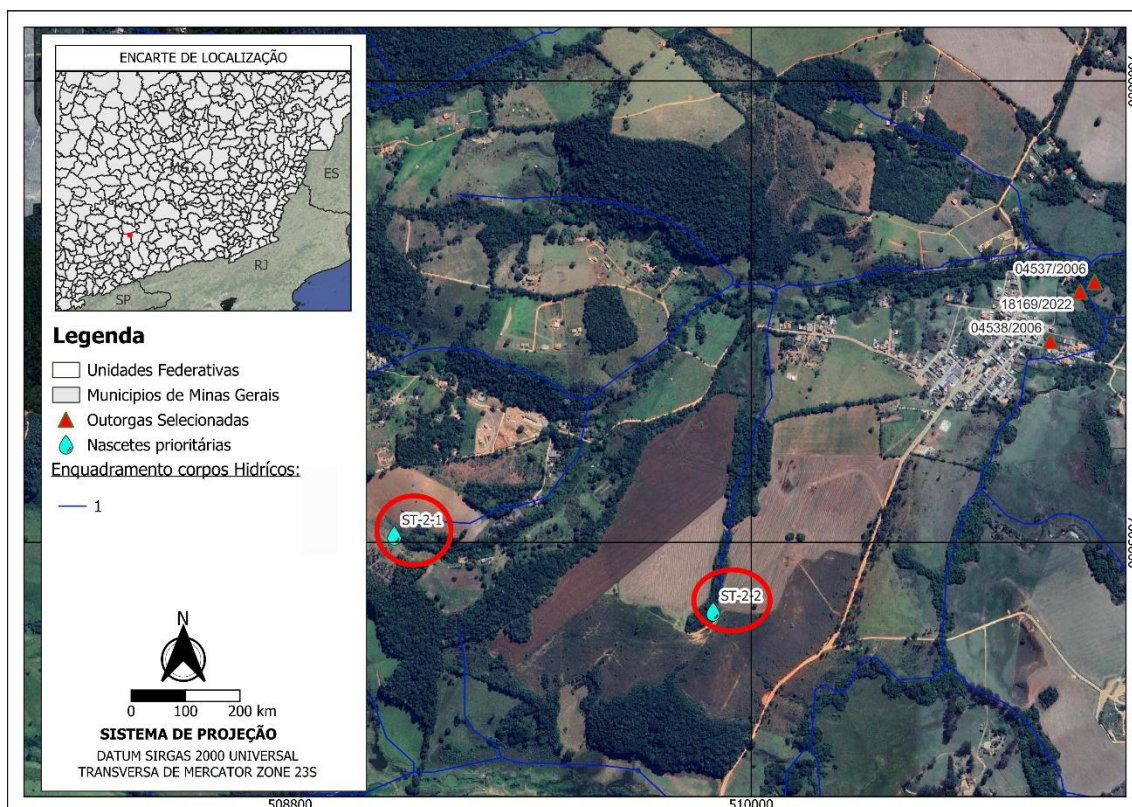 ENCARTE DE LOCALIZAÇÃO
ES
RJ
SP
Legenda
Unidades Federativas
Municipios de Minas Gerais
Outorgas Selecionadas
Nascetes prioritárias
Enquadramento corpos Hidrícos:
1
N
0 100 200 km
SISTEMA DE PROJEÇÃO
DATUM SIRGAS 2000 UNIVERSAL
TRANSVERSA DE MERCATOR ZONE 23S
04537/2006
18169/2022
04538/2006
ST-2-1
ST-2-2
508800
510000